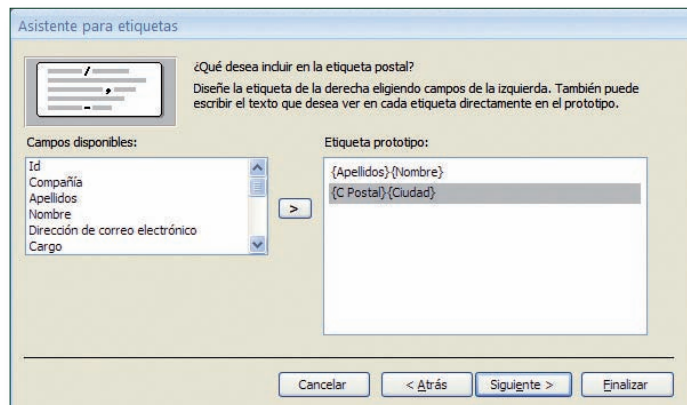 Asistente para etiquetas
¿Qué desea incluir en la etiqueta postal?
Diseñe la etiqueta de la derecha eligiendo campos de la izquierda. También puede
escribir el texto que desea ver en cada etiqueta directamente en el prototipo.
Campos disponibles:
Id
Compañía
Apellidos
Nombre
Dirección de correo electrónico
Cargo
>
Etiqueta prototipo:
{Apellidos}{Nombre}
{C Postal}{Ciudad}
Cancelar
< Atrás
Siguiente >
Finalizar